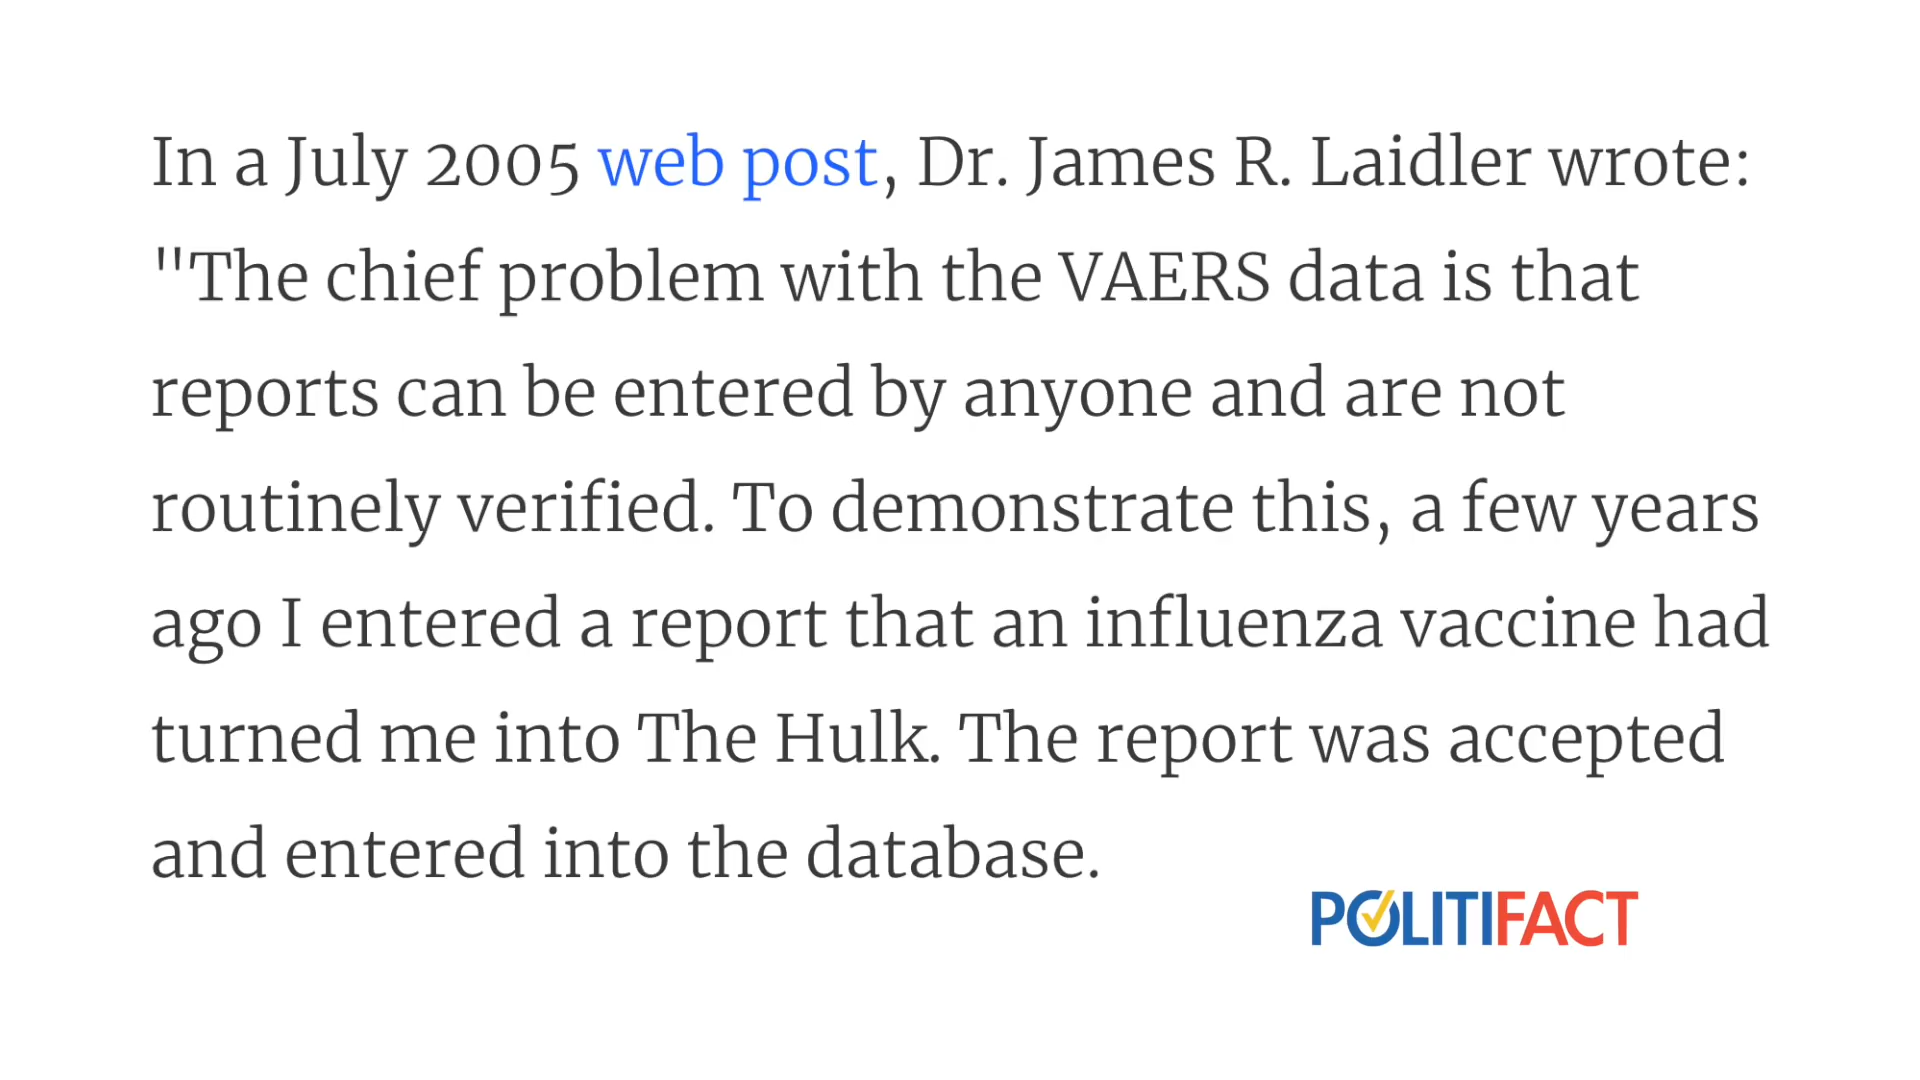 In a July 2005 web post, Dr. James R. Laidler wrote:
"The chief problem with the VAERS data is that
reports can be entered by anyone and are not
routinely verified. To demonstrate this, a few years
ago I entered a report that an influenza vaccine had
turned me into The Hulk. The report was accepted
and entered into the database.
POLITIFACT